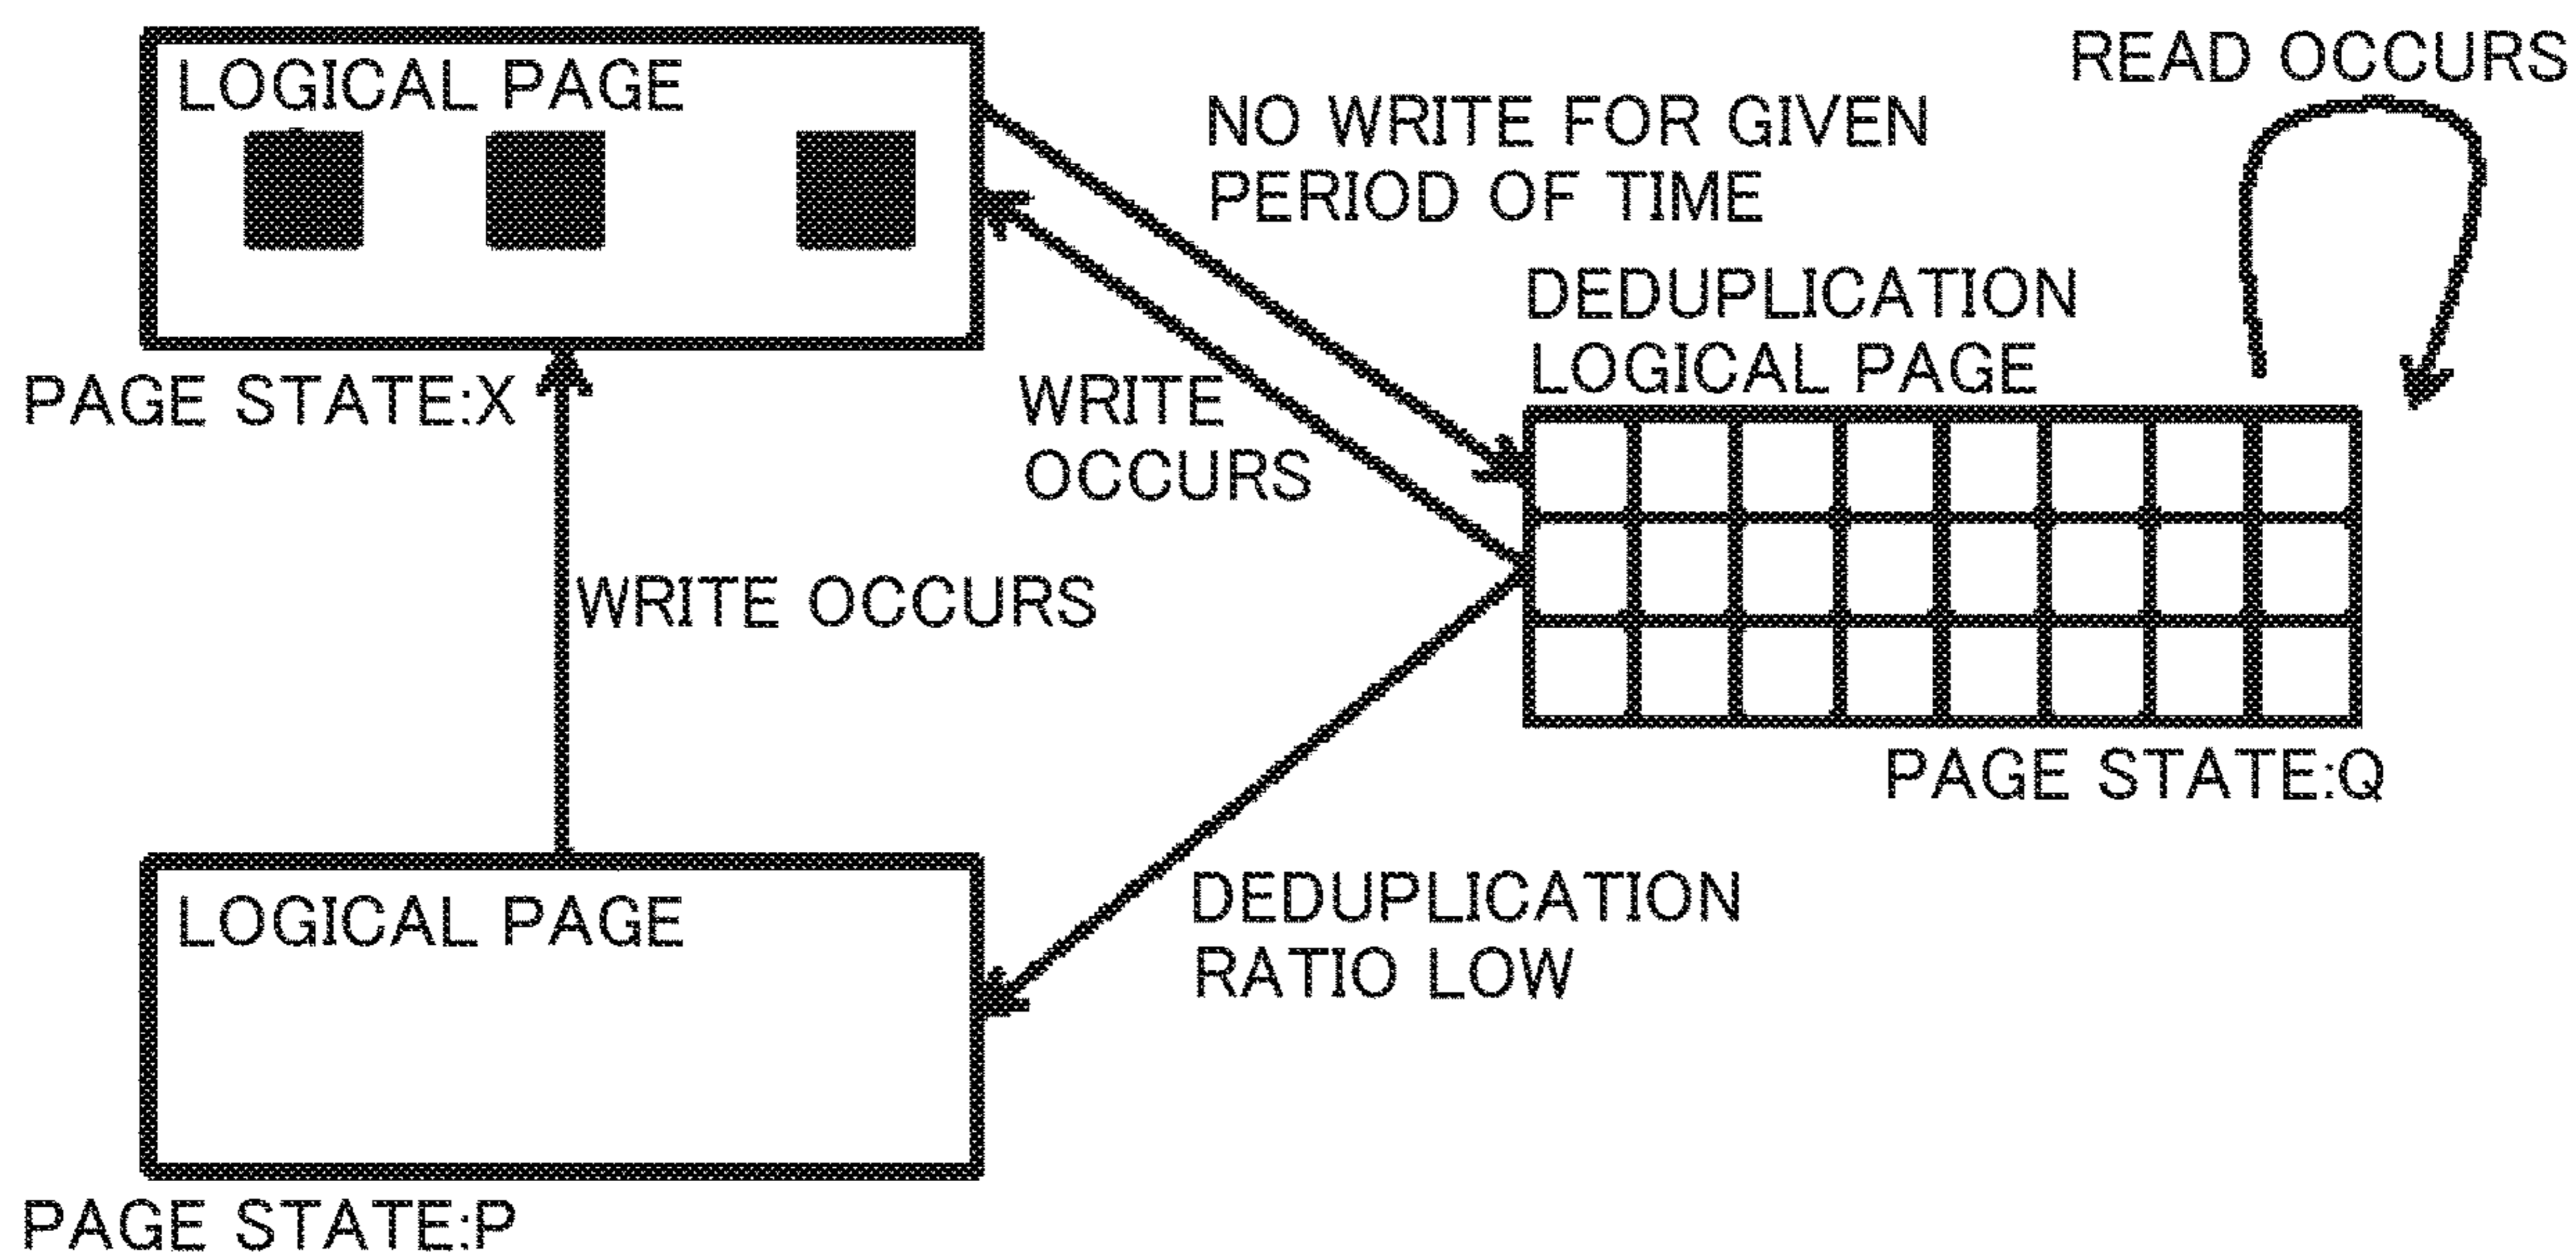 LOGICAL PAGE
PAGE STATE:X
NO WRITE FOR GIVEN
PERIOD OF TIME
READ OCCURS
WRITE
OCCURS
DEDUPLICATION
LOGICAL PAGE
WRITE OCCURS
PAGE STATE:Q
DEDUPLICATION
RATIO LOW
LOGICAL PAGE
PAGE STATE:P